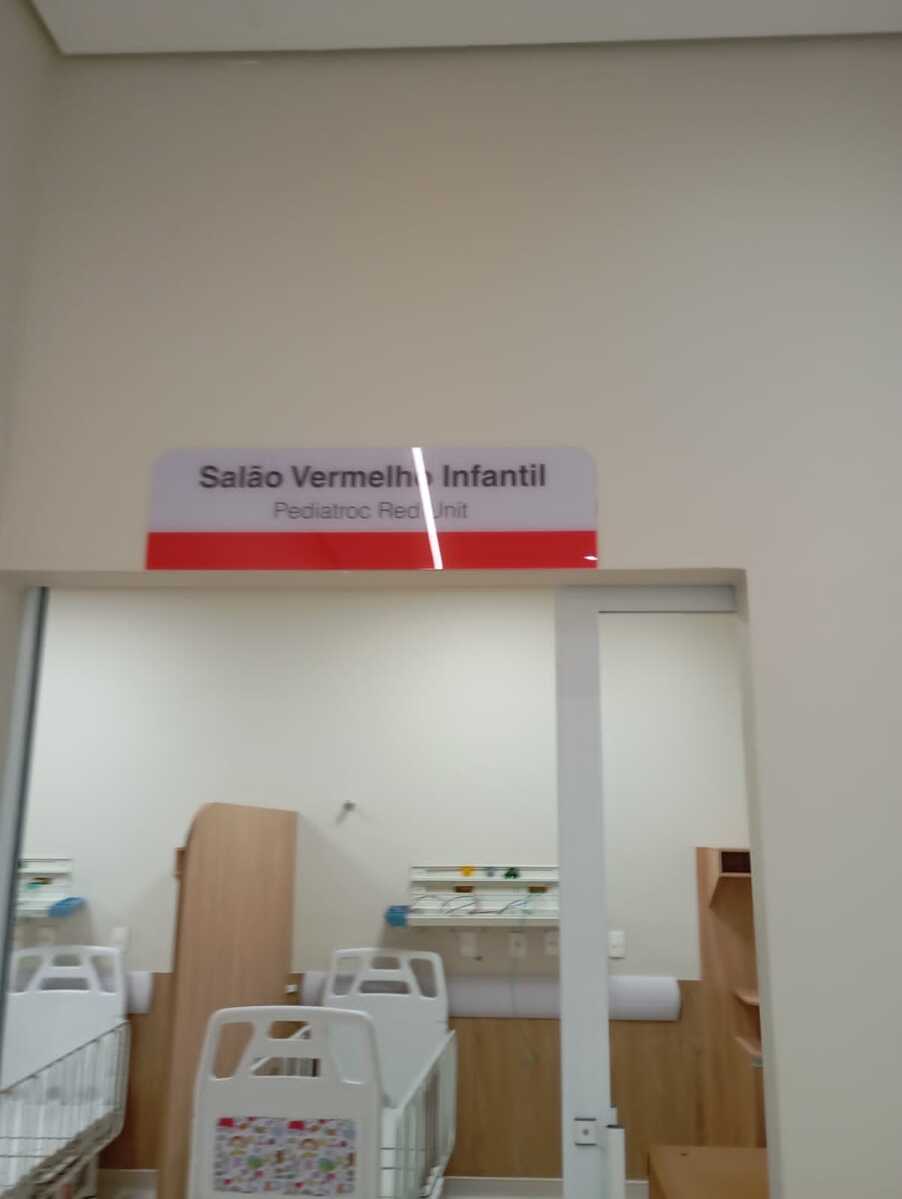 Salão Vermelho Infantil
Pediatroc Red Unit